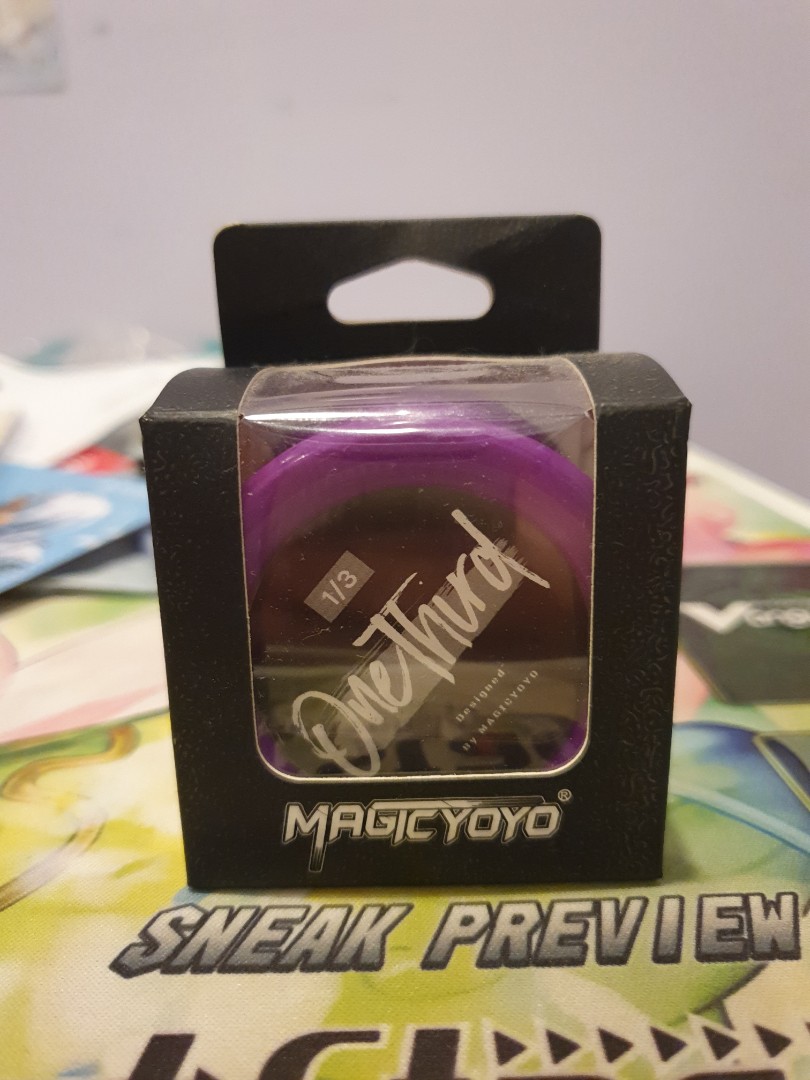 1/3
OneThird
Designed
BY MAGICYOYO
MAGICYOYO®
SNEAK PREVIEW